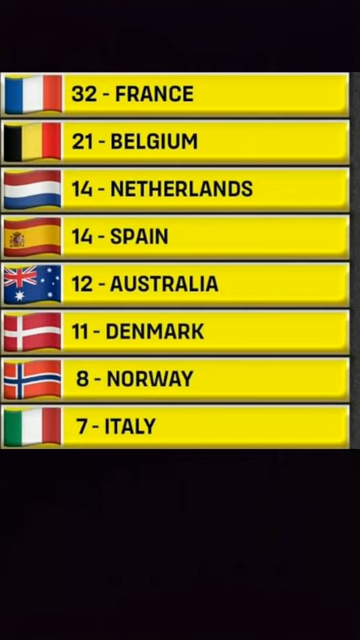 32 - FRANCE
21 - BELGIUM
14 - NETHERLANDS
14 - SPAIN
12 - AUSTRALIA
11 - DENMARK
8 - NORWAY
7 - ITALY